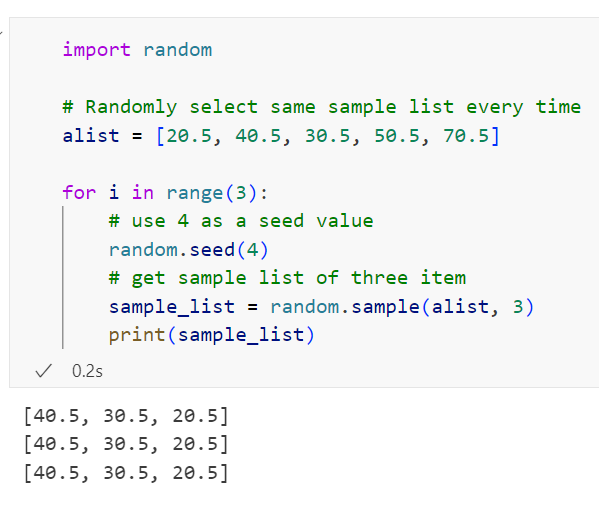 import random
# Randomly select same sample list every time
alist = [20.5, 40.5, 30.5, 50.5, 70.5]
for i in range(3):
# use 4 as a seed value
random.seed(4)
# get sample list of three item
sample_list = random.sample(alist, 3)
print(sample_list)
0.2s
[40.5, 30.5, 20.5]
[40.5, 30.5, 20.5]
[40.5, 30.5, 20.5]